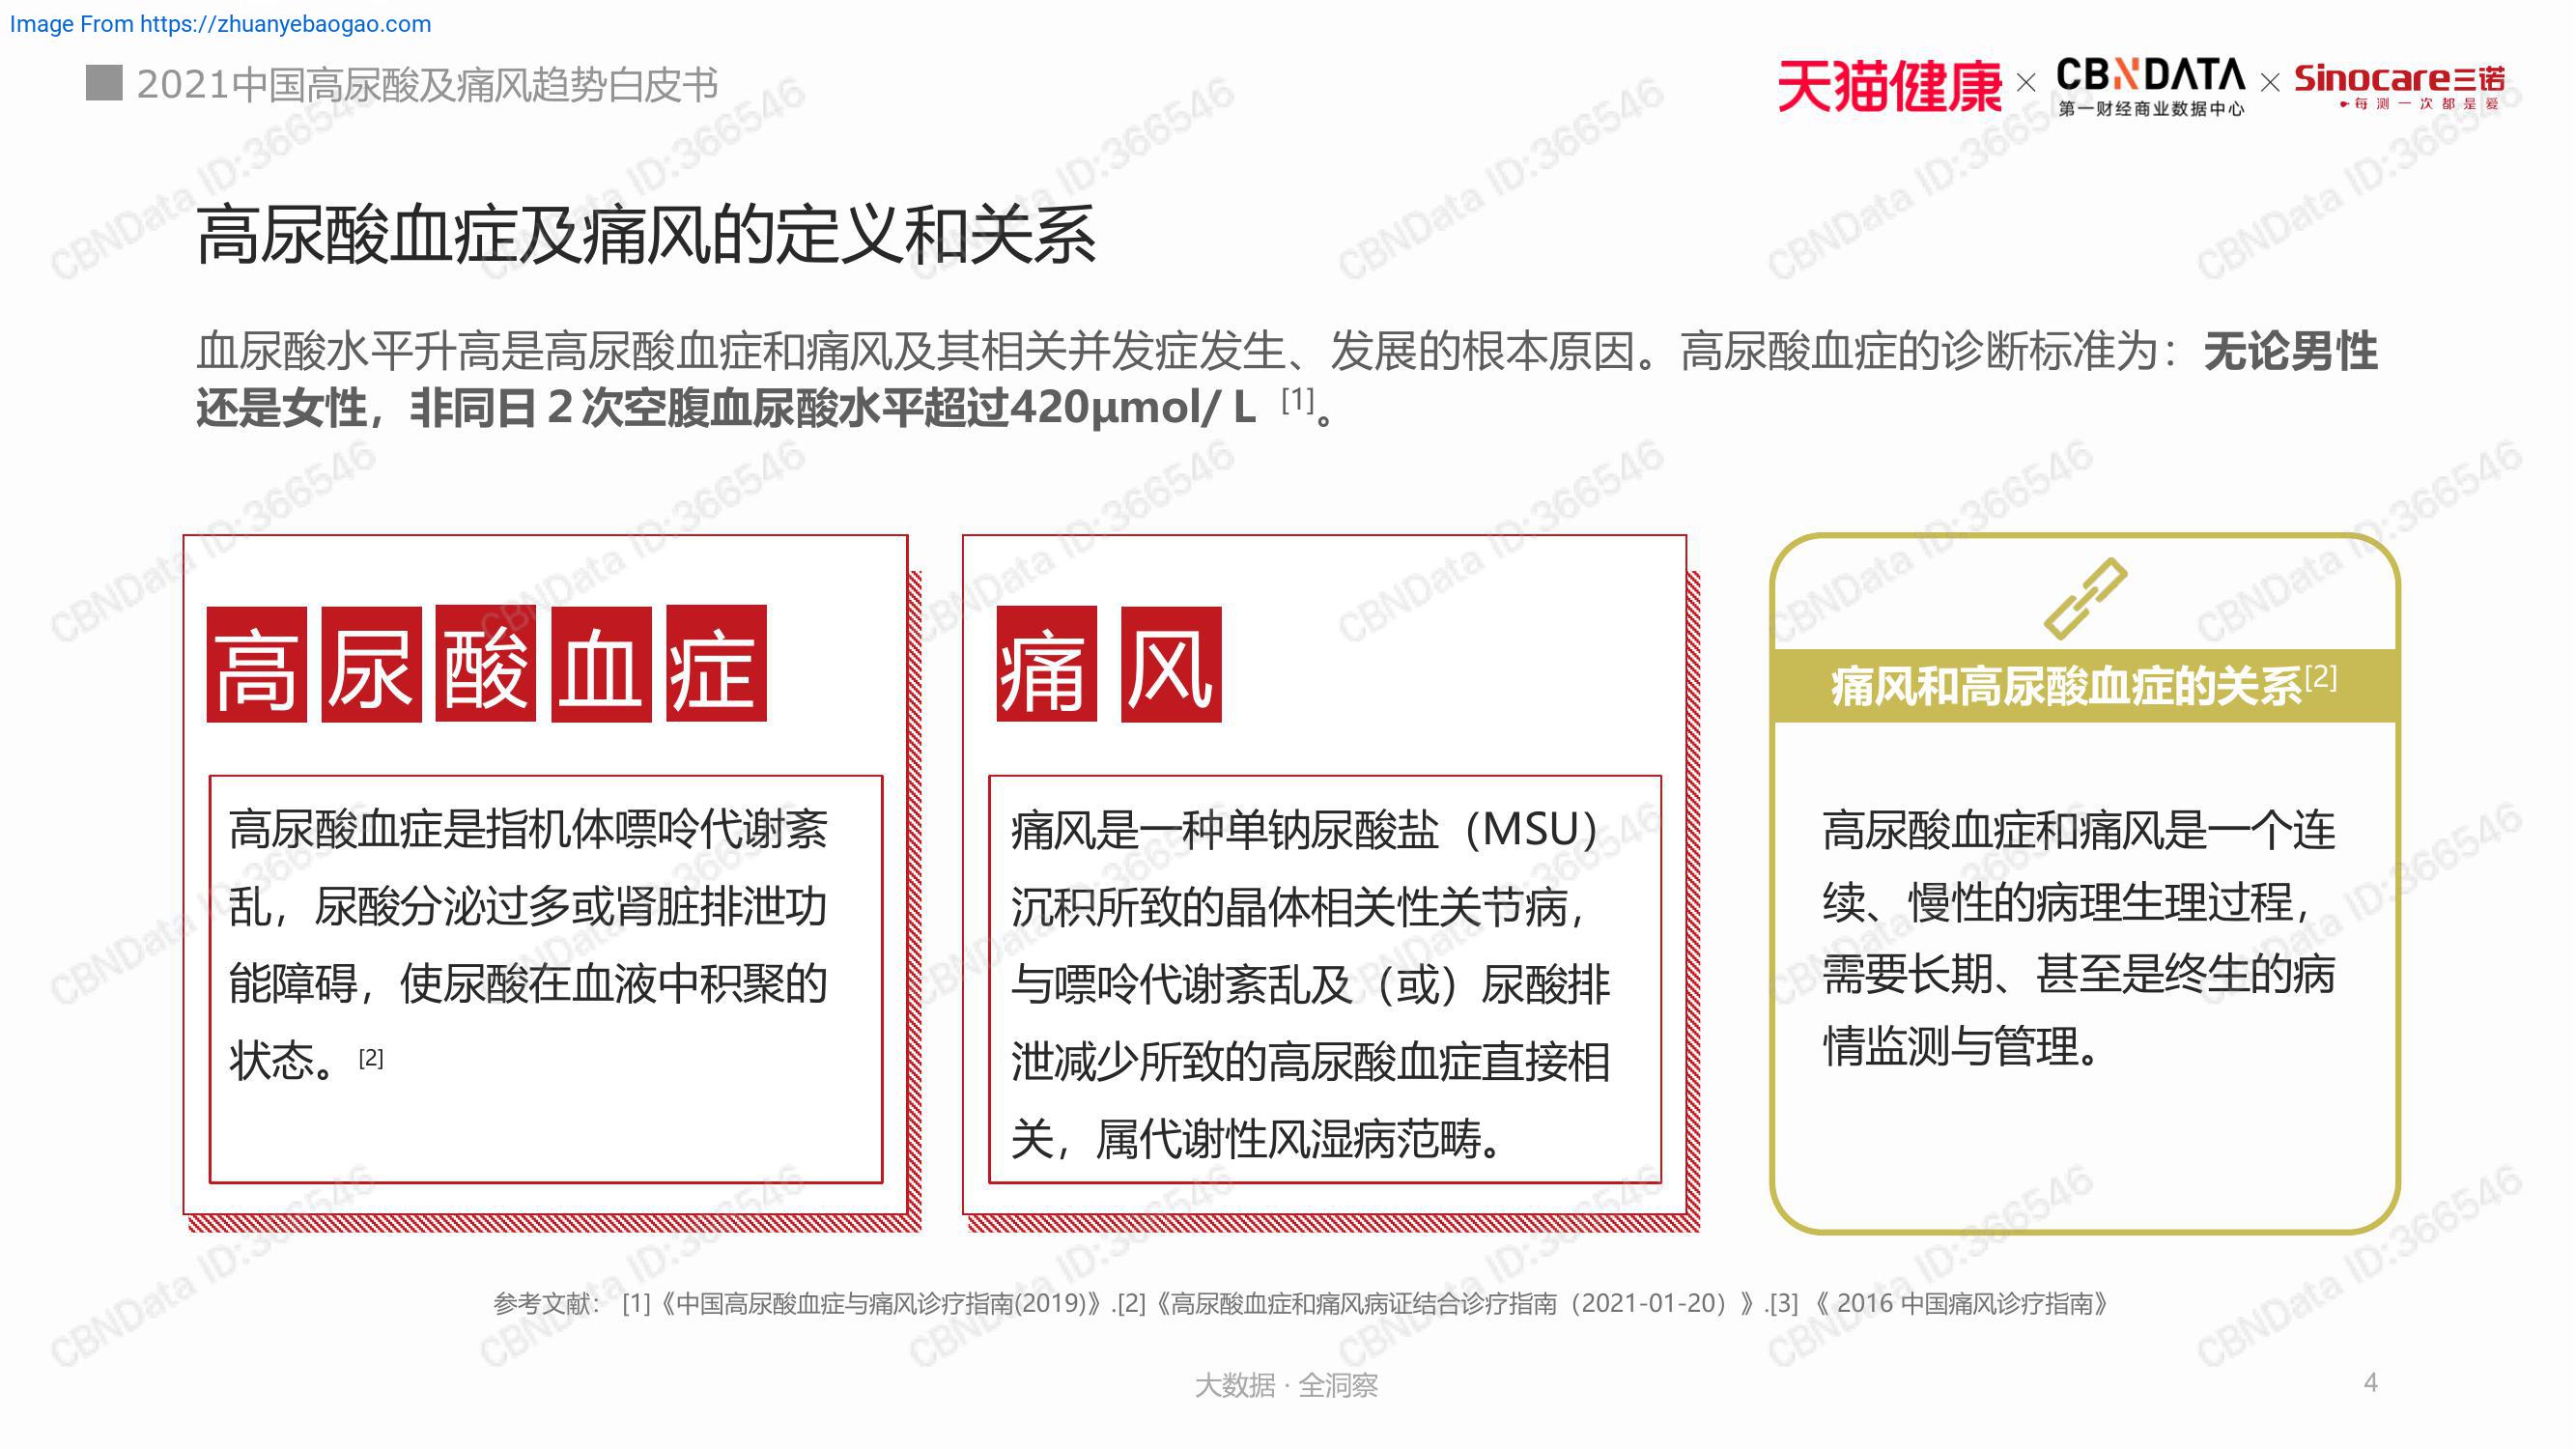 Image From https://zhuanyebaogao.com
2021中国高尿酸及痛风趋势白皮书
天猫健康 × CBNDATA × Sinocare三诺
第一财经商业数据中心
每测一次都是爱
高尿酸血症及痛风的定义和关系
血尿酸水平升高是高尿酸血症和痛风及其相关并发症发生、发展的根本原因。高尿酸血症的诊断标准为：无论男性
还是女性，非同日 2 次空腹血尿酸水平超过420μmol/ L [1]。
高尿酸血症
高尿酸血症是指机体嘌呤代谢紊
乱，尿酸分泌过多或肾脏排泄功
能障碍，使尿酸在血液中积聚的
状态。[2]
痛风
痛风是一种单钠尿酸盐（MSU）
沉积所致的晶体相关性关节病，
与嘌呤代谢紊乱及（或）尿酸排
泄减少所致的高尿酸血症直接相
关，属代谢性风湿病范畴。
痛风和高尿酸血症的关系[2]
高尿酸血症和痛风是一个连
续、慢性的病理生理过程，
需要长期、甚至是终生的病
情监测与管理。
参考文献： [1]《中国高尿酸血症与痛风诊疗指南(2019)》.[2]《高尿酸血症和痛风病证结合诊疗指南（2021-01-20）》.[3] 《 2016 中国痛风诊疗指南》
大数据 · 全洞察
4
CBNData ID:366546